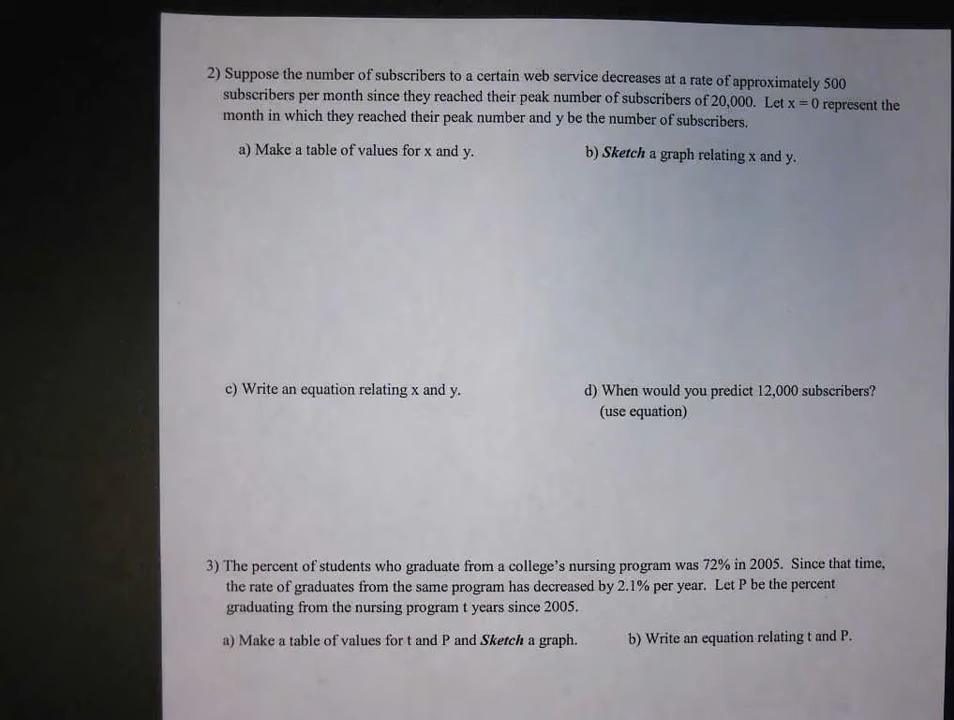 2) Suppose the number of subscribers to a certain web service decreases at a rate of approximately 500
subscribers per month since they reached their peak number of subscribers of 20,000. Let x = 0 represent the
month in which they reached their peak number and y be the number of subscribers.
a) Make a table of values for x and y.
b) Sketch a graph relating x and y.
c) Write an equation relating x and y.
d) When would you predict 12,000 subscribers?
(use equation)
3) The percent of students who graduate from a college's nursing program was 72% in 2005. Since that time,
the rate of graduates from the same program has decreased by 2.1% per year. Let P be the percent
graduating from the nursing program t years since 2005.
a) Make a table of values for t and P and Sketch a graph.
b) Write an equation relating t and P.